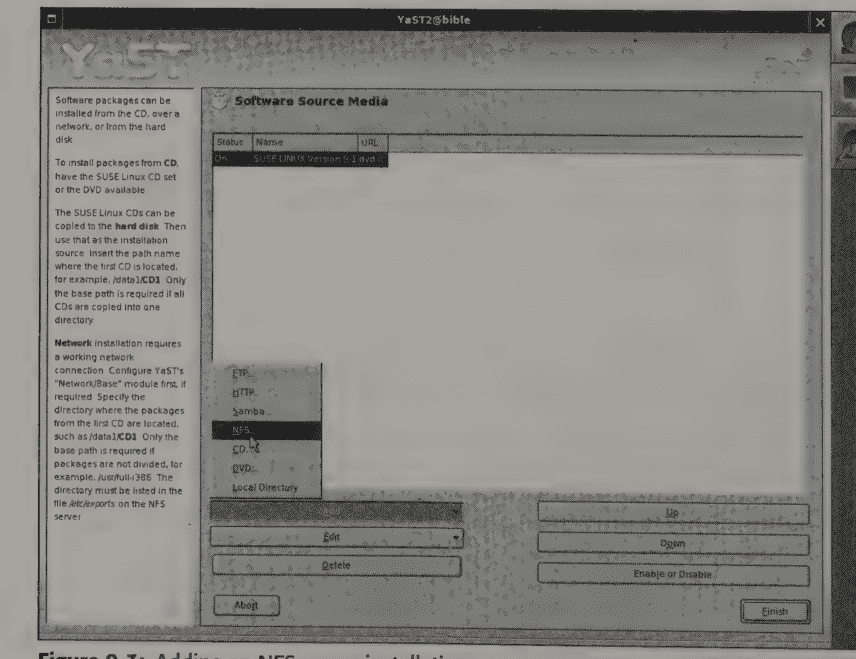 YaST2@bible
YaST
Software packages can be
installed from the CD, over a
network, or from the hard
disk
To install packages from CD,
have the SUSE Linux CD set
or the DVD available
The SUSE Linux CDs can be
copied to the hard disk Then
use that as the installation
source Insert the path name
where the first CD is located,
for example, /data1/CD1 Only
the base path is required if all
CDs are copied into one
directory
Network installation requires
a working network
connection Configure YaST's
"Network/Base" module first, if
required Specify the
directory where the packages
from the first CD are located,
such as /data1/CD1 Only the
base path is required if
packages are not divided, for
example, /usr/full-i386 The
directory must be listed in the
file /etc/exports on the NFS
server
Software Source Media
Status Name URL
On SUSE LINUX Version 9.1 dvd
FTP...
HTTP...
Samba...
NFS...
CD...
DVD...
Local Directory
Edit
Delete
Up
Down
Enable or Disable
Abort
Finish
Figure 9-7: Adding an NFS